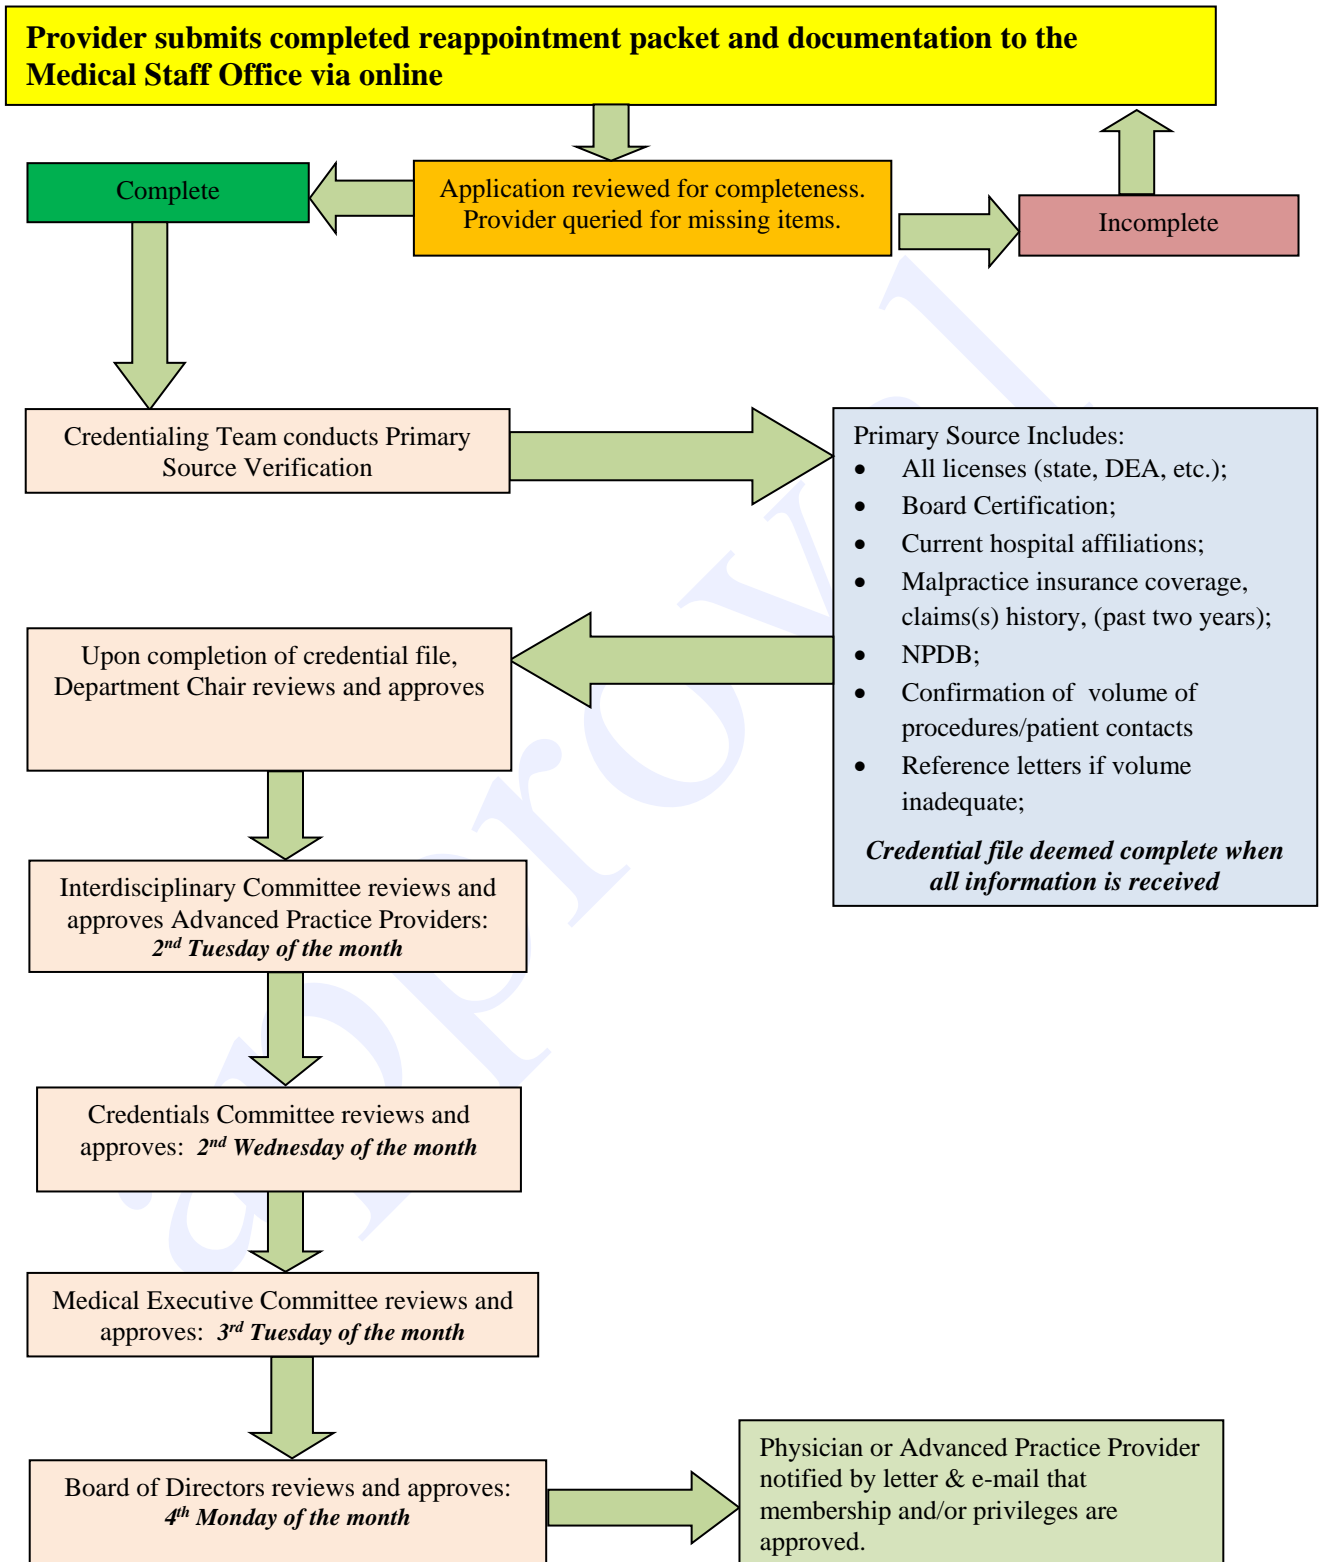 Provider submits completed reappointment packet and documentation to the
Medical Staff Office via online
Complete
Application reviewed for completeness.
Provider queried for missing items.
Incomplete
Credentialing Team conducts Primary
Source Verification
Primary Source Includes:
• All licenses (state, DEA, etc.);
• Board Certification;
• Current hospital affiliations;
• Malpractice insurance coverage,
claims(s) history, (past two years);
• NPDB;
• Confirmation of volume of
procedures/patient contacts
• Reference letters if volume
inadequate;
Credential file deemed complete when
all information is received
Upon completion of credential file,
Department Chair reviews and approves
Interdisciplinary Committee reviews and
approves Advanced Practice Providers:
2nd Tuesday of the month
Credentials Committee reviews and
approves: 2nd Wednesday of the month
Medical Executive Committee reviews and
approves: 3rd Tuesday of the month
Board of Directors reviews and approves:
4th Monday of the month
Physician or Advanced Practice Provider
notified by letter & e-mail that
membership and/or privileges are
approved.
approval